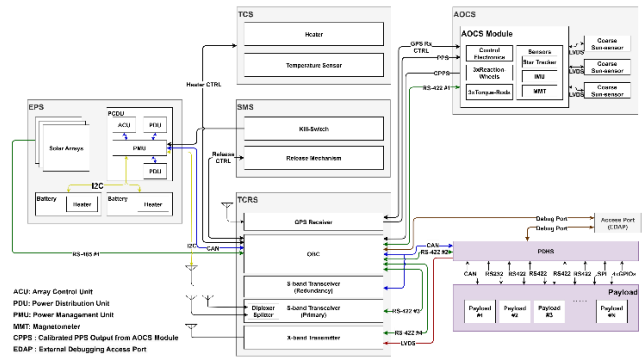 TCS
Heater
Temperature Sensor
Heater CTRL
AOCS
AOCS Module
Control
Electronics
3xReaction
Wheels
3xTorque-Rods
Sensors
Star Tracker
IMU
MMT
Coarse
Sun-sensor
Coarse
Sun-sensor
Coarse
Sun-sensor
LVDS
LVDS
LVDS
GPS Rx
CTRL
PPS
CPPS
RS-422 #1
EPS
Solar Arrays
PCDU
ACU
PDU
PMU
PDU
I2C
Battery
Heater
Battery
Heater
SMS
Kill-Switch
Release Mechanism
Release
CTRL
TCRS
GPS Receiver
OBC
S-band Transceiver
(Redundancy)
S-band Transceiver
(Primary)
X-band Transmitter
Diplexer
Splitter
I2C
CAN
RS-485 #1
Debug Port
Debug Port
Access Port
(EDAP)
CAN
RS-422 #2
RS-422 #3
RS-422 #4
LVDS
PDHS
CAN
RS232
RS422
RS422
RS422
SPI
4xGPIOs
Payload
Payload
#1
Payload
#2
Payload
#3
.....
Payload
ACU: Array Control Unit
PDU: Power Distribution Unit
PMU: Power Management Unit
MMT: Magnetometer
CPPS : Calibrated PPS Output from AOCS Module
EDAP : External Debugging Access Port